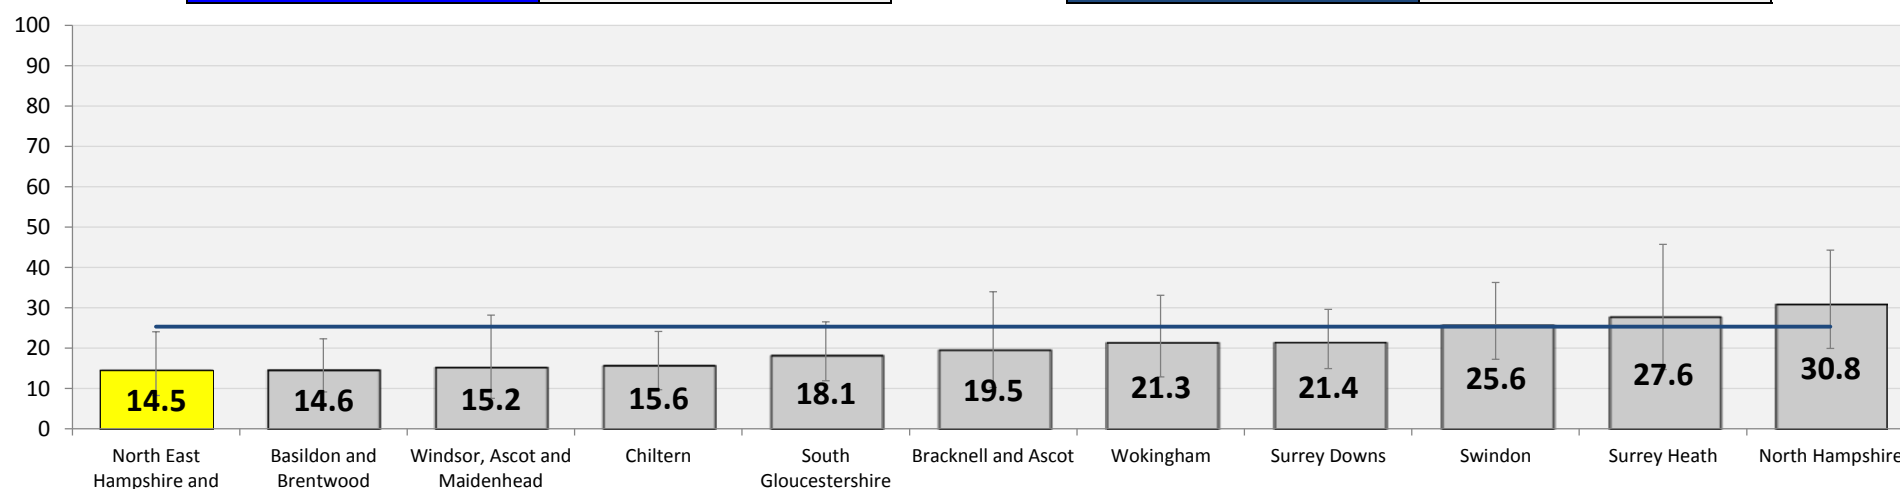 100
90
80
70
60
50
40
30
20
10
0
14.5
14.6
15.2
15.6
18.1
19.5
21.3
21.4
25.6
27.6
30.8
North East
Hampshire and
Basildon and
Brentwood
Windsor, Ascot and
Maidenhead
Chiltern
South
Gloucestershire
Bracknell and Ascot
Wokingham
Surrey Downs
Swindon
Surrey Heath
North Hampshire